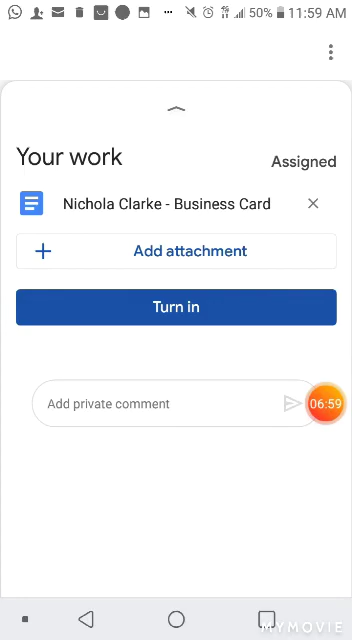 50% 11:59 AM
Your work
Assigned
Nichola Clarke - Business Card
Add attachment
Turn in
Add private comment
06:59
MYMOVIE